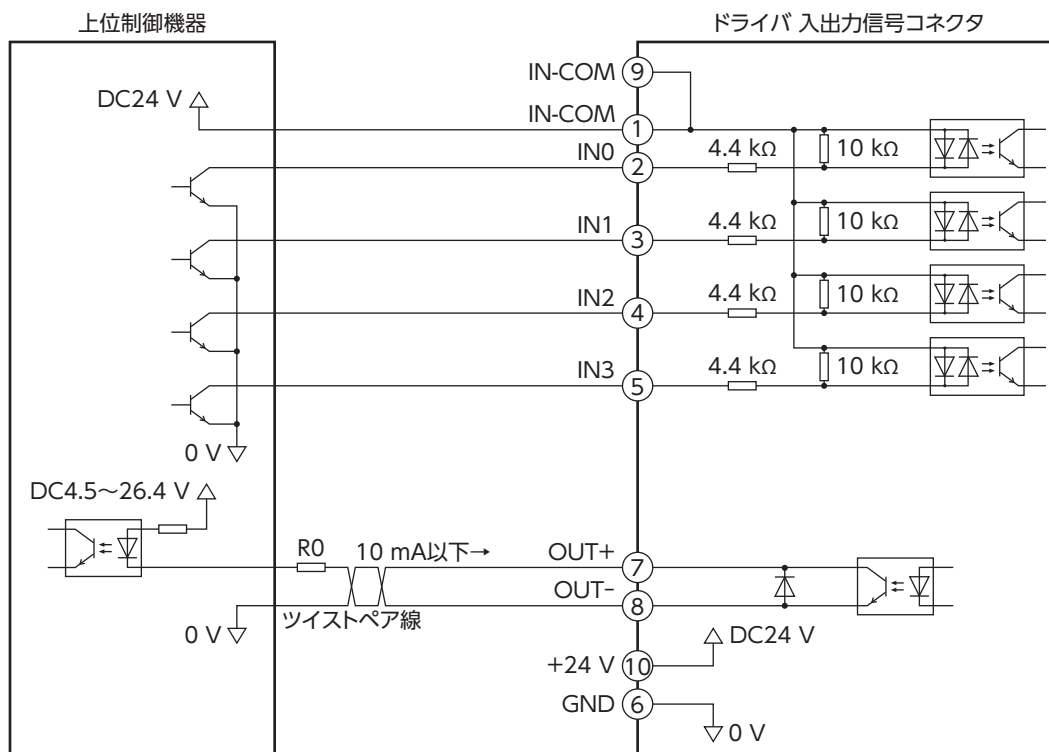 上位制御機器
ドライバ 入出力信号コネクタ
IN-COM 9
DC24 V
IN-COM 1
IN0 2
4.4 kΩ 10 kΩ
IN1 3
4.4 kΩ 10 kΩ
IN2 4
4.4 kΩ 10 kΩ
IN3 5
4.4 kΩ 10 kΩ
0 V
DC4.5～26.4 V
R0 10 mA以下→ OUT+ 7
OUT− 8
0 V ツイストペア線
DC24 V
+24 V 10
GND 6
0 V